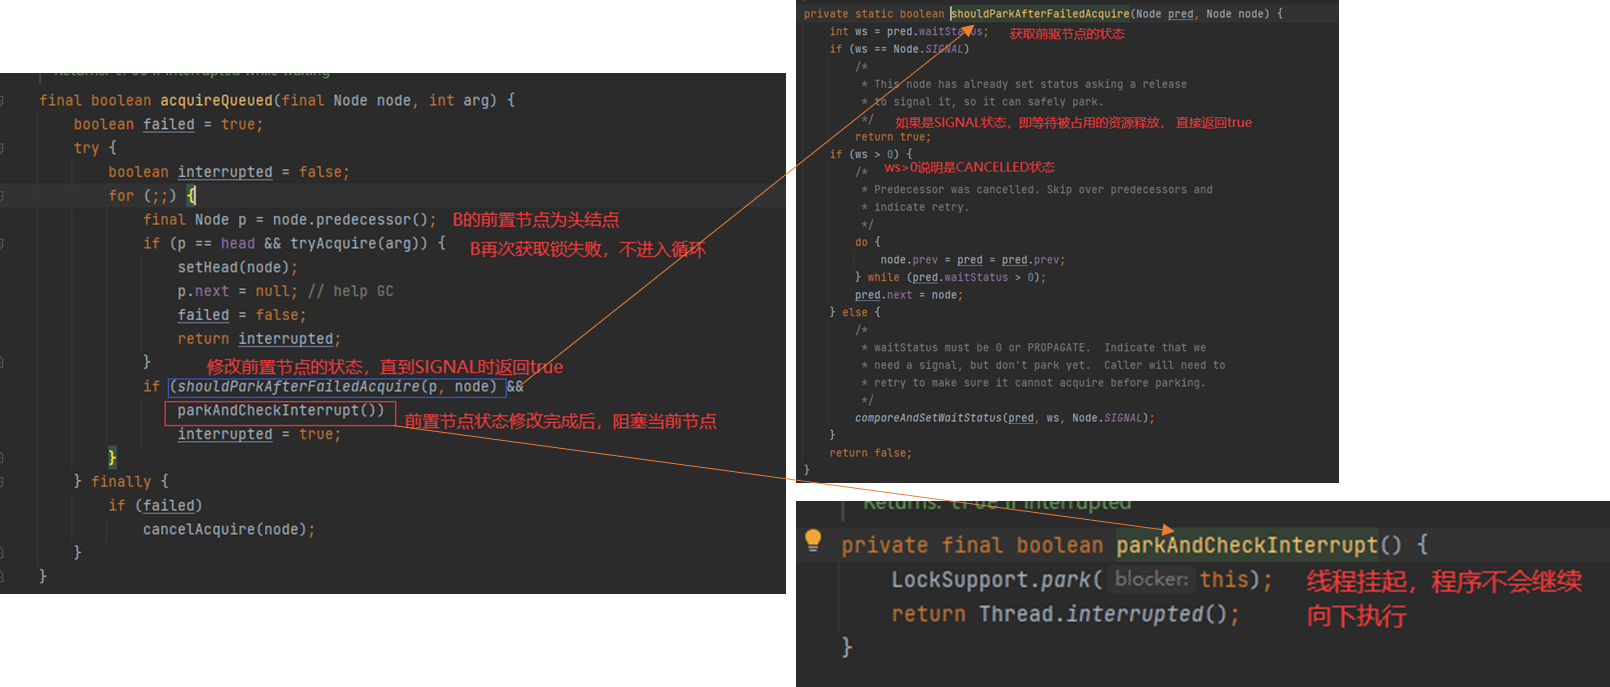 Returns: true if interrupted while waiting
final boolean acquireQueued(final Node node, int arg) {
boolean failed = true;
try {
boolean interrupted = false;
for (;;) {
final Node p = node.predecessor(); B的前置节点为头结点
if (p == head && tryAcquire(arg)) { B再次获取锁失败，不进入循环
setHead(node);
p.next = null; // help GC
failed = false;
return interrupted;
}
修改前置节点的状态，直到SIGNAL时返回true
if (shouldParkAfterFailedAcquire(p, node) &&
parkAndCheckInterrupt()) 前置节点状态修改完成后，阻塞当前节点
interrupted = true;
}
} finally {
if (failed)
cancelAcquire(node);
}
}
private static boolean shouldParkAfterFailedAcquire(Node pred, Node node) {
int ws = pred.waitStatus; 获取前驱节点的状态
if (ws == Node.SIGNAL)
/*
* This node has already set status asking a release
* to signal it, so it can safely park.
*/ 如果是SIGNAL状态，即等待被占用的资源释放，直接返回true
return true;
if (ws > 0) { ws>0说明是CANCELLED状态
/*
* Predecessor was cancelled. Skip over predecessors and
* indicate retry.
*/
do {
node.prev = pred = pred.prev;
} while (pred.waitStatus > 0);
pred.next = node;
} else {
/*
* waitStatus must be 0 or PROPAGATE.  Indicate that we
* need a signal, but don't park yet.  Caller will need to
* retry to make sure it cannot acquire before parking.
*/
compareAndSetWaitStatus(pred, ws, Node.SIGNAL);
}
return false;
}
Returns: true if interrupted
private final boolean parkAndCheckInterrupt() {
LockSupport.park( blocker: this); 线程挂起，程序不会继续
return Thread.interrupted(); 向下执行
}